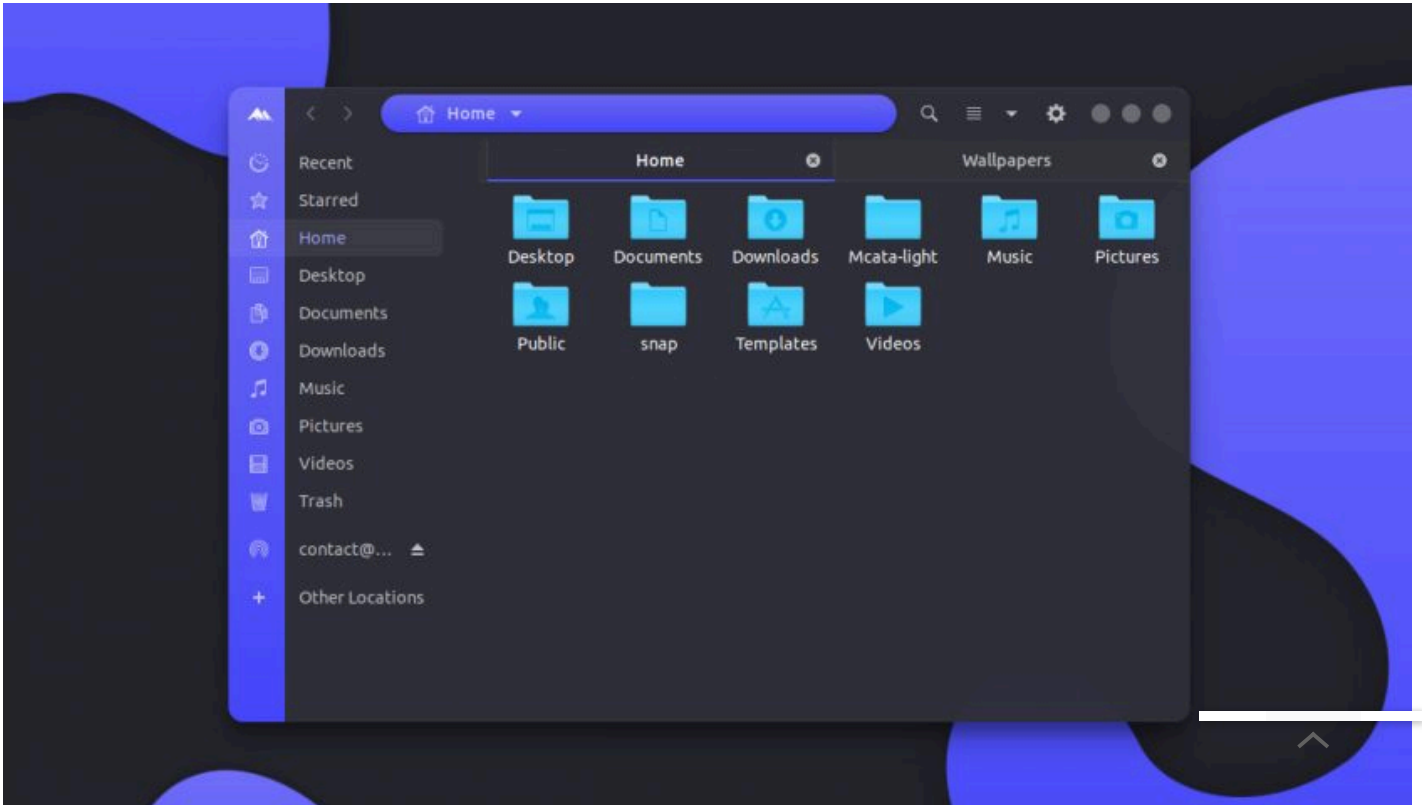 Home
Recent
Home
Wallpapers
Starred
Home
Desktop
Documents
Downloads
Music
Pictures
Videos
Trash
contact@...
Other Locations
Desktop Documents Downloads Mcata-light Music Pictures
Public snap Templates Videos